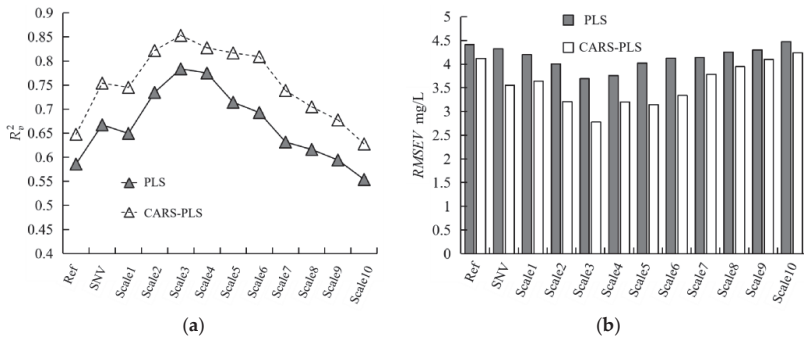 0.9
0.85
0.8
0.75
0.7
0.65
0.6
0.55
0.5
0.45
0.4
R²ᵥ
PLS
CARS-PLS
Ref
SNV
Scale1
Scale2
Scale3
Scale4
Scale5
Scale6
Scale7
Scale8
Scale9
Scale10
(a)
5
4.5
4
3.5
3
2.5
2
1.5
1
0.5
0
RMSEV mg/L
PLS
CARS-PLS
Ref
SNV
Scale1
Scale2
Scale3
Scale4
Scale5
Scale6
Scale7
Scale8
Scale9
Scale10
(b)